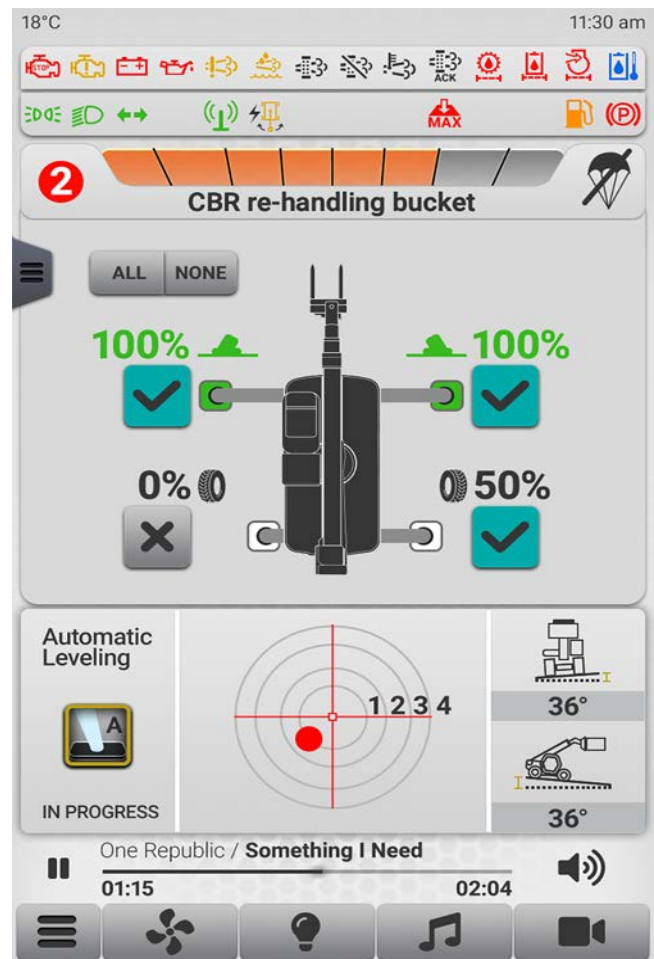 18°C 11:30 am
STOP
ACK
MAX
P
2
CBR re-handling bucket
ALL NONE
100% 100%
0% 50%
Automatic
Leveling
1 2 3 4
A
36°
IN PROGRESS
36°
One Republic / Something I Need
01:15 02:04